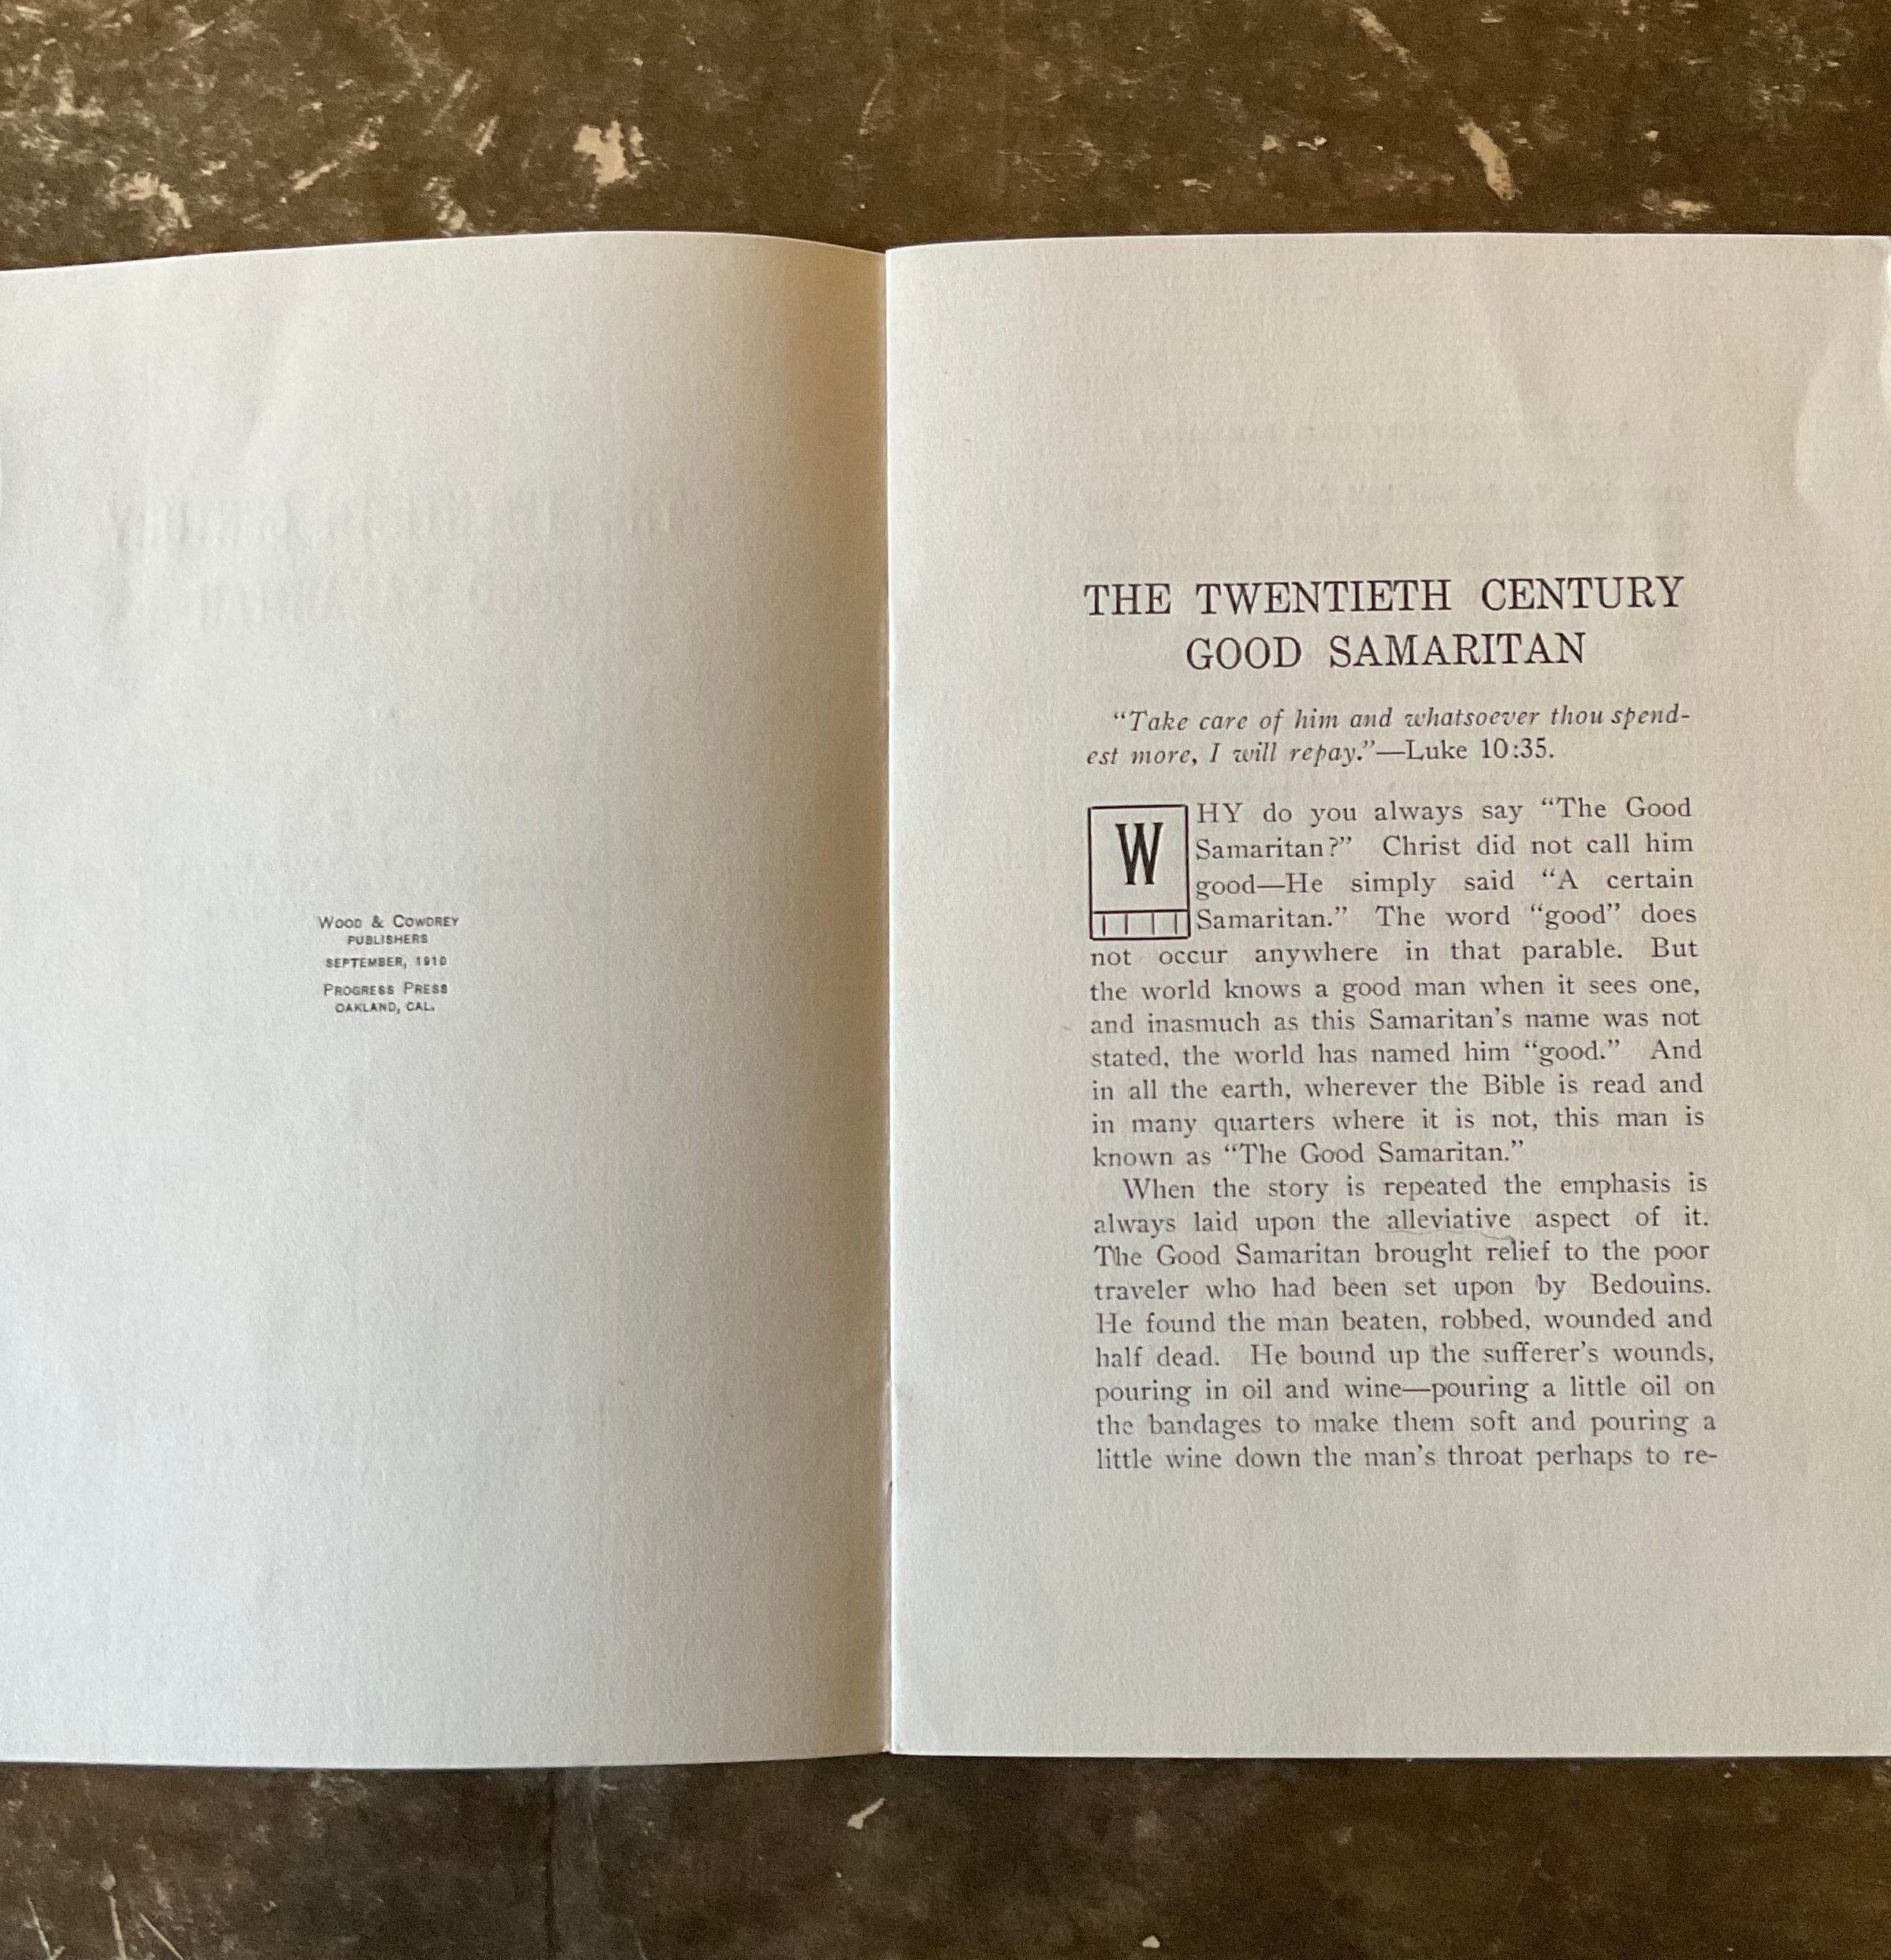 WOOD & COWDREY
PUBLISHERS
SEPTEMBER, 1910
PROGRESS PRESS
OAKLAND, CAL.
THE TWENTIETH CENTURY
GOOD SAMARITAN
“Take care of him and whatsoever thou spend-
est more, I will repay.”—Luke 10:35.
WHY do you always say “The Good
Samaritan?” Christ did not call him
good—He simply said “A certain
Samaritan.” The word “good” does
not occur anywhere in that parable. But
the world knows a good man when it sees one,
and inasmuch as this Samaritan’s name was not
stated, the world has named him “good.” And
in all the earth, wherever the Bible is read and
in many quarters where it is not, this man is
known as “The Good Samaritan.”
When the story is repeated the emphasis is
always laid upon the alleviative aspect of it.
The Good Samaritan brought relief to the poor
traveler who had been set upon by Bedouins.
He found the man beaten, robbed, wounded and
half dead. He bound up the sufferer’s wounds,
pouring in oil and wine—pouring a little oil on
the bandages to make them soft and pouring a
little wine down the man’s throat perhaps to re-